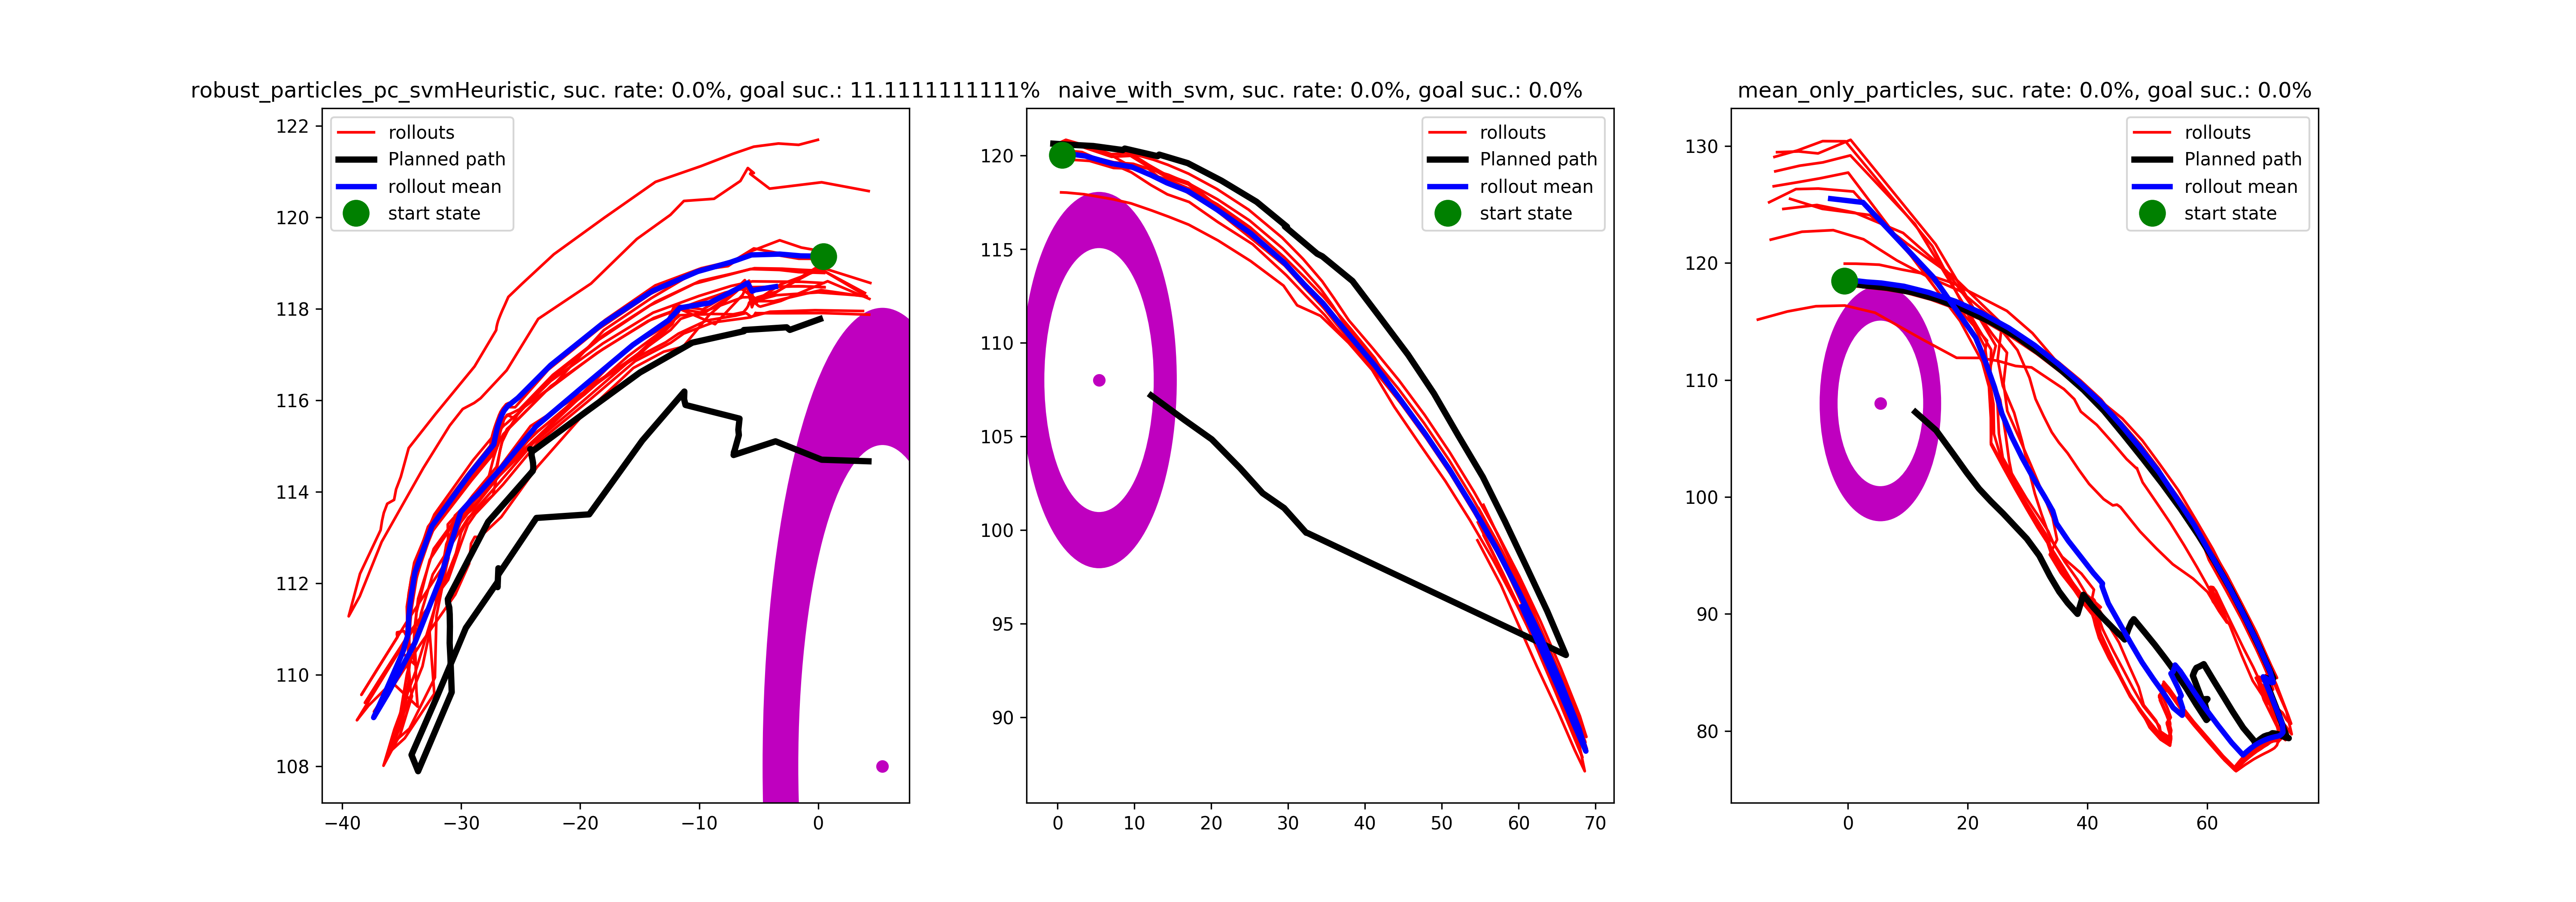 robust_particles_pc_svmHeuristic, suc. rate: 0.0%, goal suc.: 11.1111111111%
rollouts
Planned path
rollout mean
start state
122
120
118
116
114
112
110
108
−40
−30
−20
−10
0
naive_with_svm, suc. rate: 0.0%, goal suc.: 0.0%
rollouts
Planned path
rollout mean
start state
120
115
110
105
100
95
90
0
10
20
30
40
50
60
70
mean_only_particles, suc. rate: 0.0%, goal suc.: 0.0%
rollouts
Planned path
rollout mean
start state
130
120
110
100
90
80
0
20
40
60